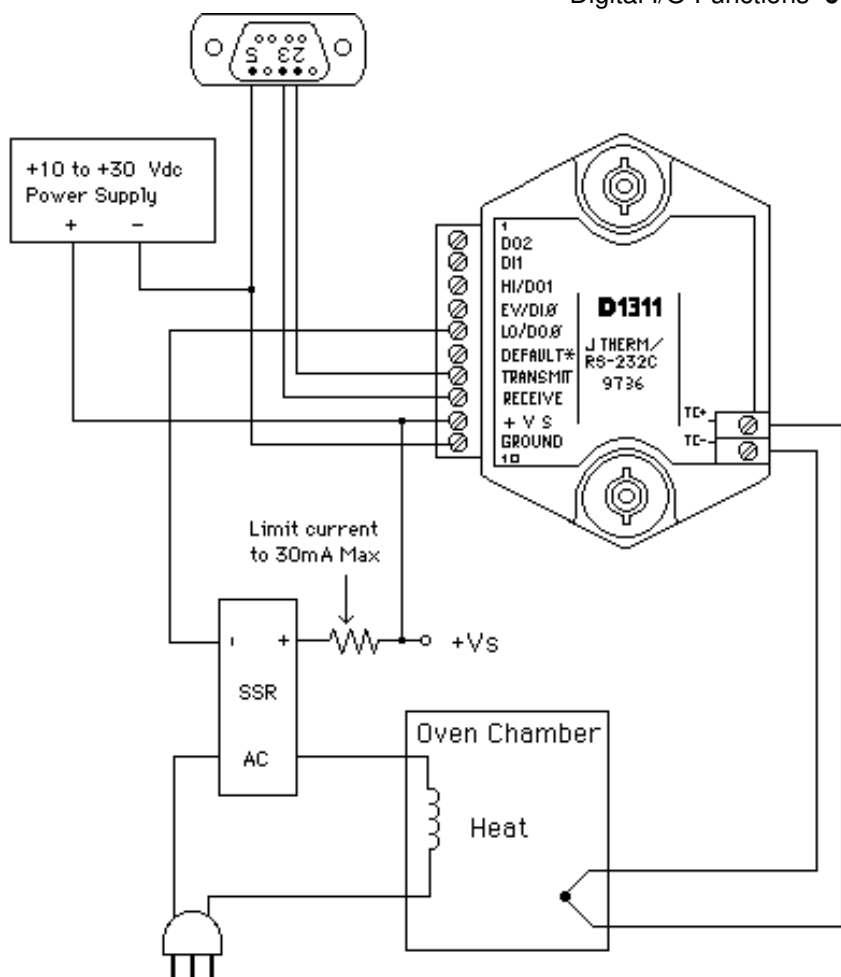 Digital I/O Functions
5 23
+10 to +30 Vdc
Power Supply
+ -
1
DO2
DI1
HI/DO1
EV/DI0
LO/DO0
DEFAULT*
TRANSMIT
RECEIVE
+ V S
GROUND
10
D1311
J THERM/
RS-232C
9736
TC+
TC-
Limit current
to 30mA Max
- +
+Vs
SSR
AC
Oven Chamber
Heat